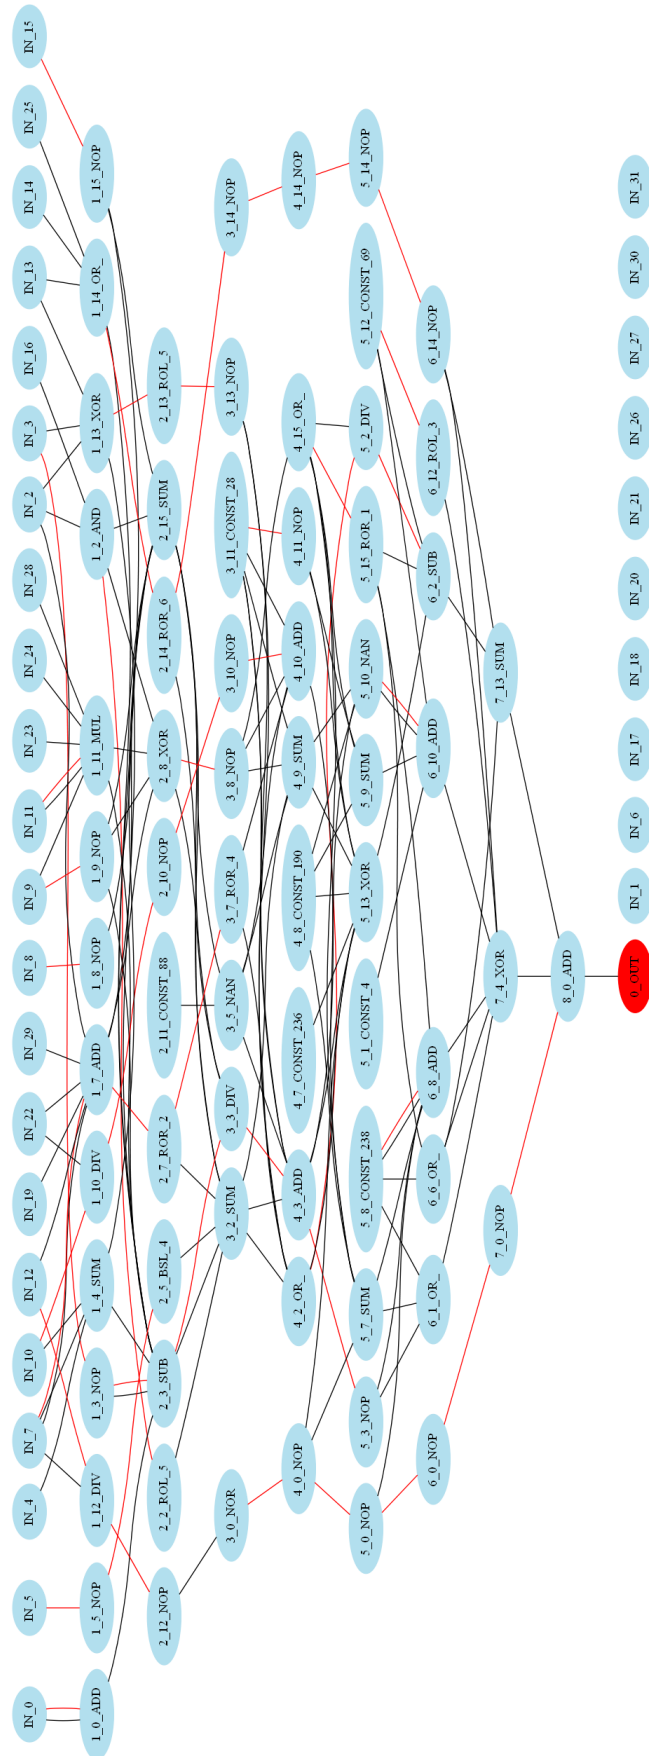 IN_0
IN_5
IN_4
IN_7
IN_10
IN_12
IN_19
IN_22
IN_29
IN_8
IN_9
IN_11
IN_23
IN_24
IN_28
IN_2
IN_3
IN_16
IN_13
IN_14
IN_25
IN_15
1_0_ADD
1_5_NOP
1_12_DIV
1_3_NOP
1_4_SUM
1_10_DIV
1_7_ADD
1_8_NOP
1_9_NOP
1_11_MUL
1_2_AND
1_13_XOR
1_14_OR_
1_15_NOP
2_12_NOP
2_2_ROL_5
2_3_SUB
2_5_BSL_4
2_7_ROR_2
2_11_CONST_88
2_10_NOP
2_8_XOR
2_14_ROR_6
2_15_SUM
2_13_ROL_5
3_0_NOR
3_2_SUM
3_3_DIV
3_5_NAN
3_7_ROR_4
3_8_NOP
3_10_NOP
3_11_CONST_28
3_13_NOP
3_14_NOP
4_0_NOP
4_2_OR_
4_3_ADD
4_7_CONST_236
4_8_CONST_190
4_9_SUM
4_10_ADD
4_11_NOP
4_15_OR_
4_14_NOP
5_0_NOP
5_3_NOP
5_7_SUM
5_8_CONST_238
5_1_CONST_4
5_13_XOR
5_9_SUM
5_10_NAN
5_15_ROR_1
5_2_DIV
5_12_CONST_69
5_14_NOP
6_0_NOP
6_1_OR_
6_6_OR_
6_8_ADD
6_10_ADD
6_2_SUB
6_12_ROL_3
6_14_NOP
7_0_NOP
7_4_XOR
7_13_SUM
8_0_ADD
0_OUT
IN_1
IN_6
IN_17
IN_18
IN_20
IN_21
IN_26
IN_27
IN_30
IN_31